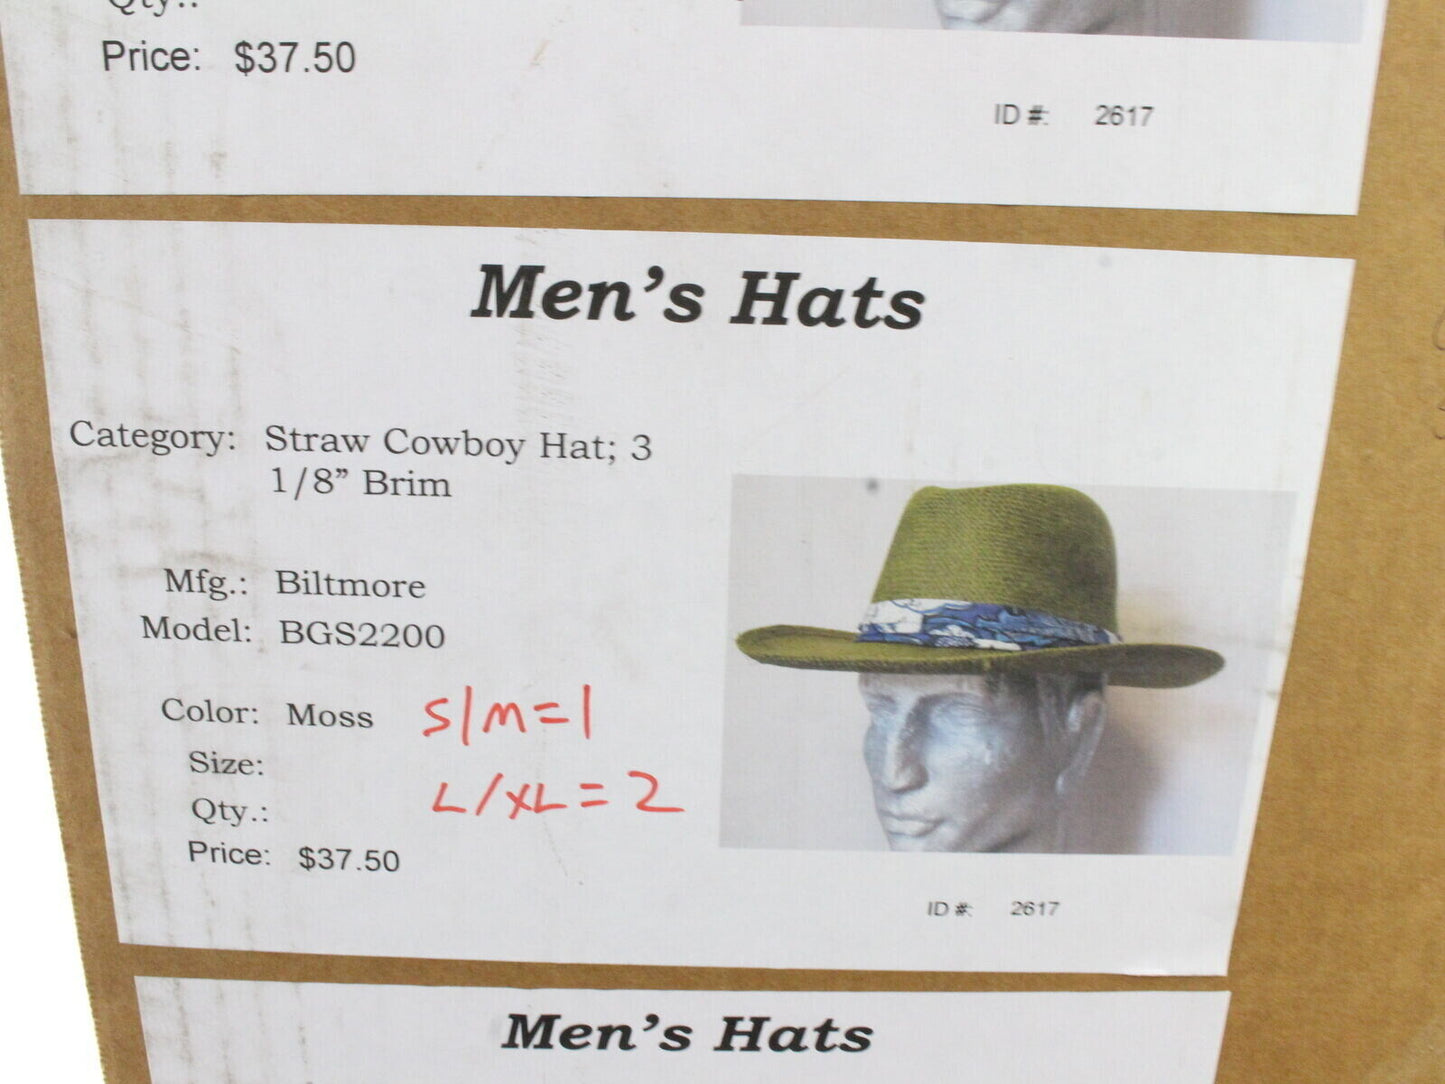 Qty.:
Price: $37.50
ID #: 2617
Men's Hats
Category: Straw Cowboy Hat; 3
1/8” Brim
Mfg.: Biltmore
Model: BGS2200
Color: Moss
S/M=1
Size:
L/XL=2
Qty.:
Price: $37.50
ID #: 2617
Men's Hats